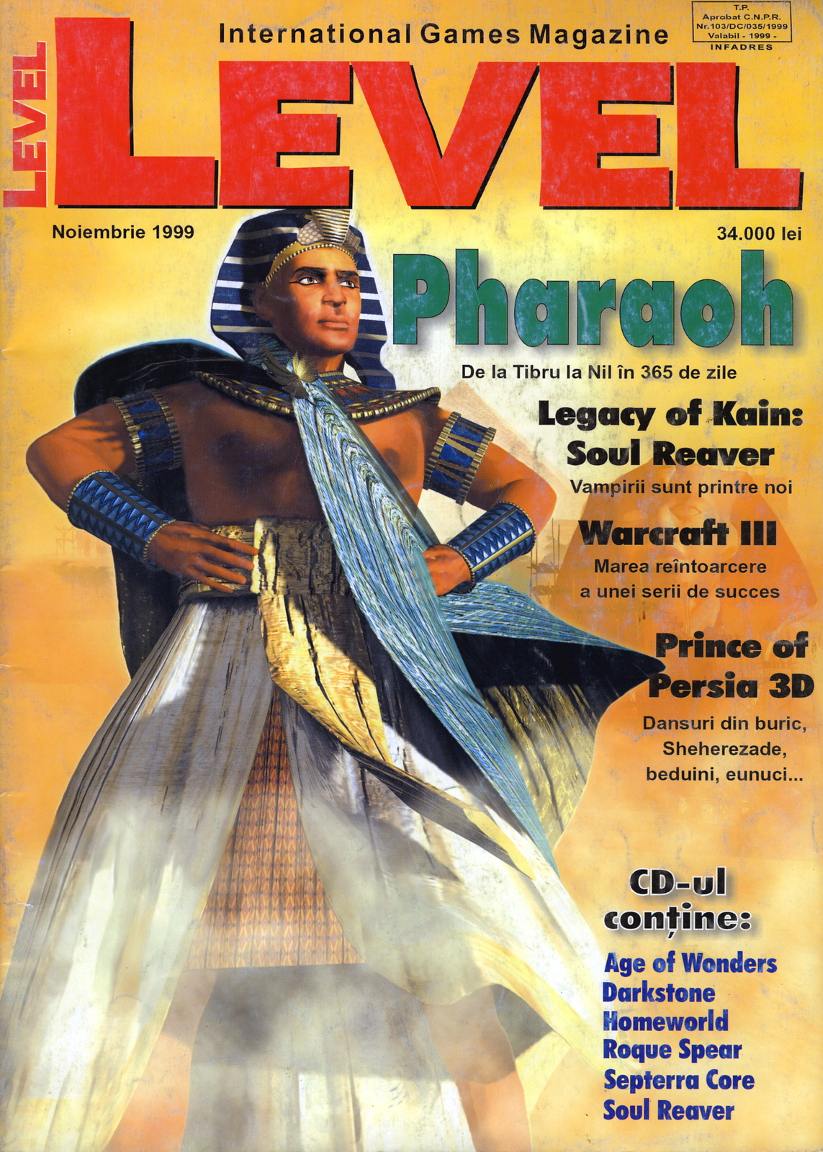 T.P.
Aprobat C.N.P.R.
Nr.103/DC/035/1999
Valabil - 1999 -
INFADRES
International Games Magazine
LEVEL
LEVEL
Noiembrie 1999
34.000 lei
Pharaoh
De la Tibru la Nil în 365 de zile
Legacy of Kain:
Soul Reaver
Vampirii sunt printre noi
Warcraft III
Marea reîntoarcere
a unei serii de succes
Prince of
Persia 3D
Dansuri din buric,
Sheherezade,
beduini, eunuci...
CD-ul
conține:
Age of Wonders
Darkstone
Homeworld
Roque Spear
Septerra Core
Soul Reaver